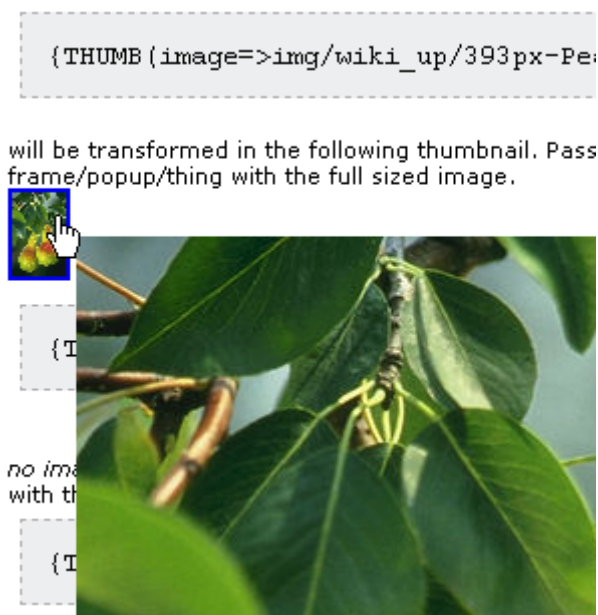 {THUMB(image=>img/wiki_up/393px-Pea
will be transformed in the following thumbnail. Pass
frame/popup/thing with the full sized image.
{T
no ima
with th
{T